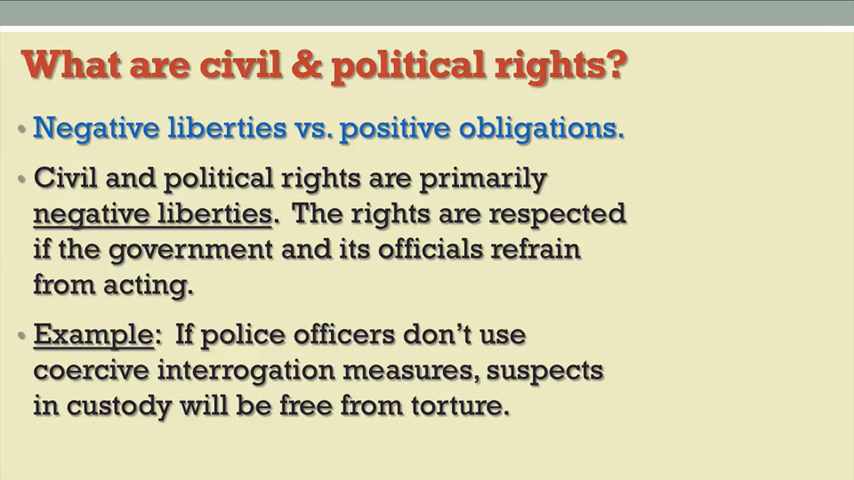 What are civil & political rights?
• Negative liberties vs. positive obligations.
• Civil and political rights are primarily
negative liberties. The rights are respected
if the government and its officials refrain
from acting.
• Example: If police officers don't use
coercive interrogation measures, suspects
in custody will be free from torture.